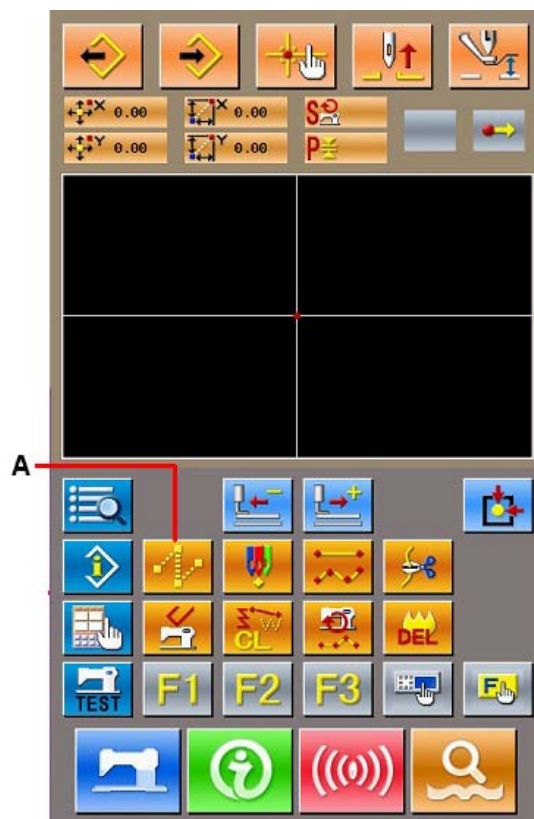 X 0.00 X 0.00 S
Y 0.00 Y 0.00 P
A
CL DEL
TEST F1 F2 F3 F